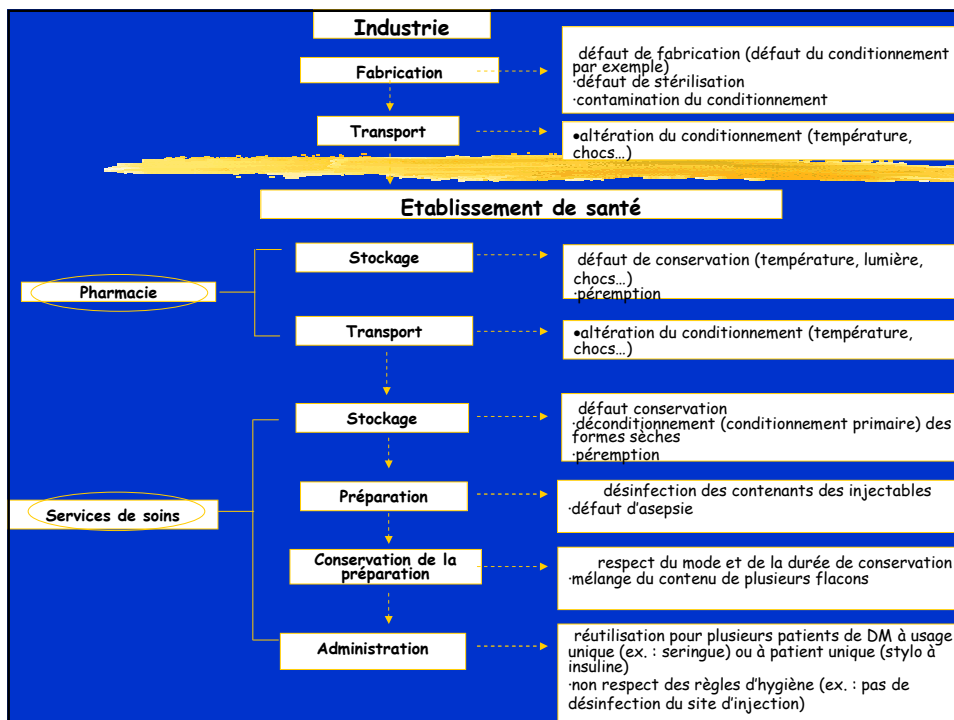 Industrie
Fabrication
défaut de fabrication (défaut du conditionnement
par exemple)
·défaut de stérilisation
·contamination du conditionnement
Transport
•altération du conditionnement (température,
chocs…)
Etablissement de santé
Pharmacie
Stockage
défaut de conservation (température, lumière,
chocs…)
·péremption
Transport
•altération du conditionnement (température,
chocs…)
Services de soins
Stockage
défaut conservation
·déconditionnement (conditionnement primaire) des
formes sèches
·péremption
Préparation
désinfection des contenants des injectables
·défaut d'asepsie
Conservation de la
préparation
respect du mode et de la durée de conservation
·mélange du contenu de plusieurs flacons
Administration
réutilisation pour plusieurs patients de DM à usage
unique (ex. : seringue) ou à patient unique (stylo à
insuline)
·non respect des règles d'hygiène (ex. : pas de
désinfection du site d'injection)